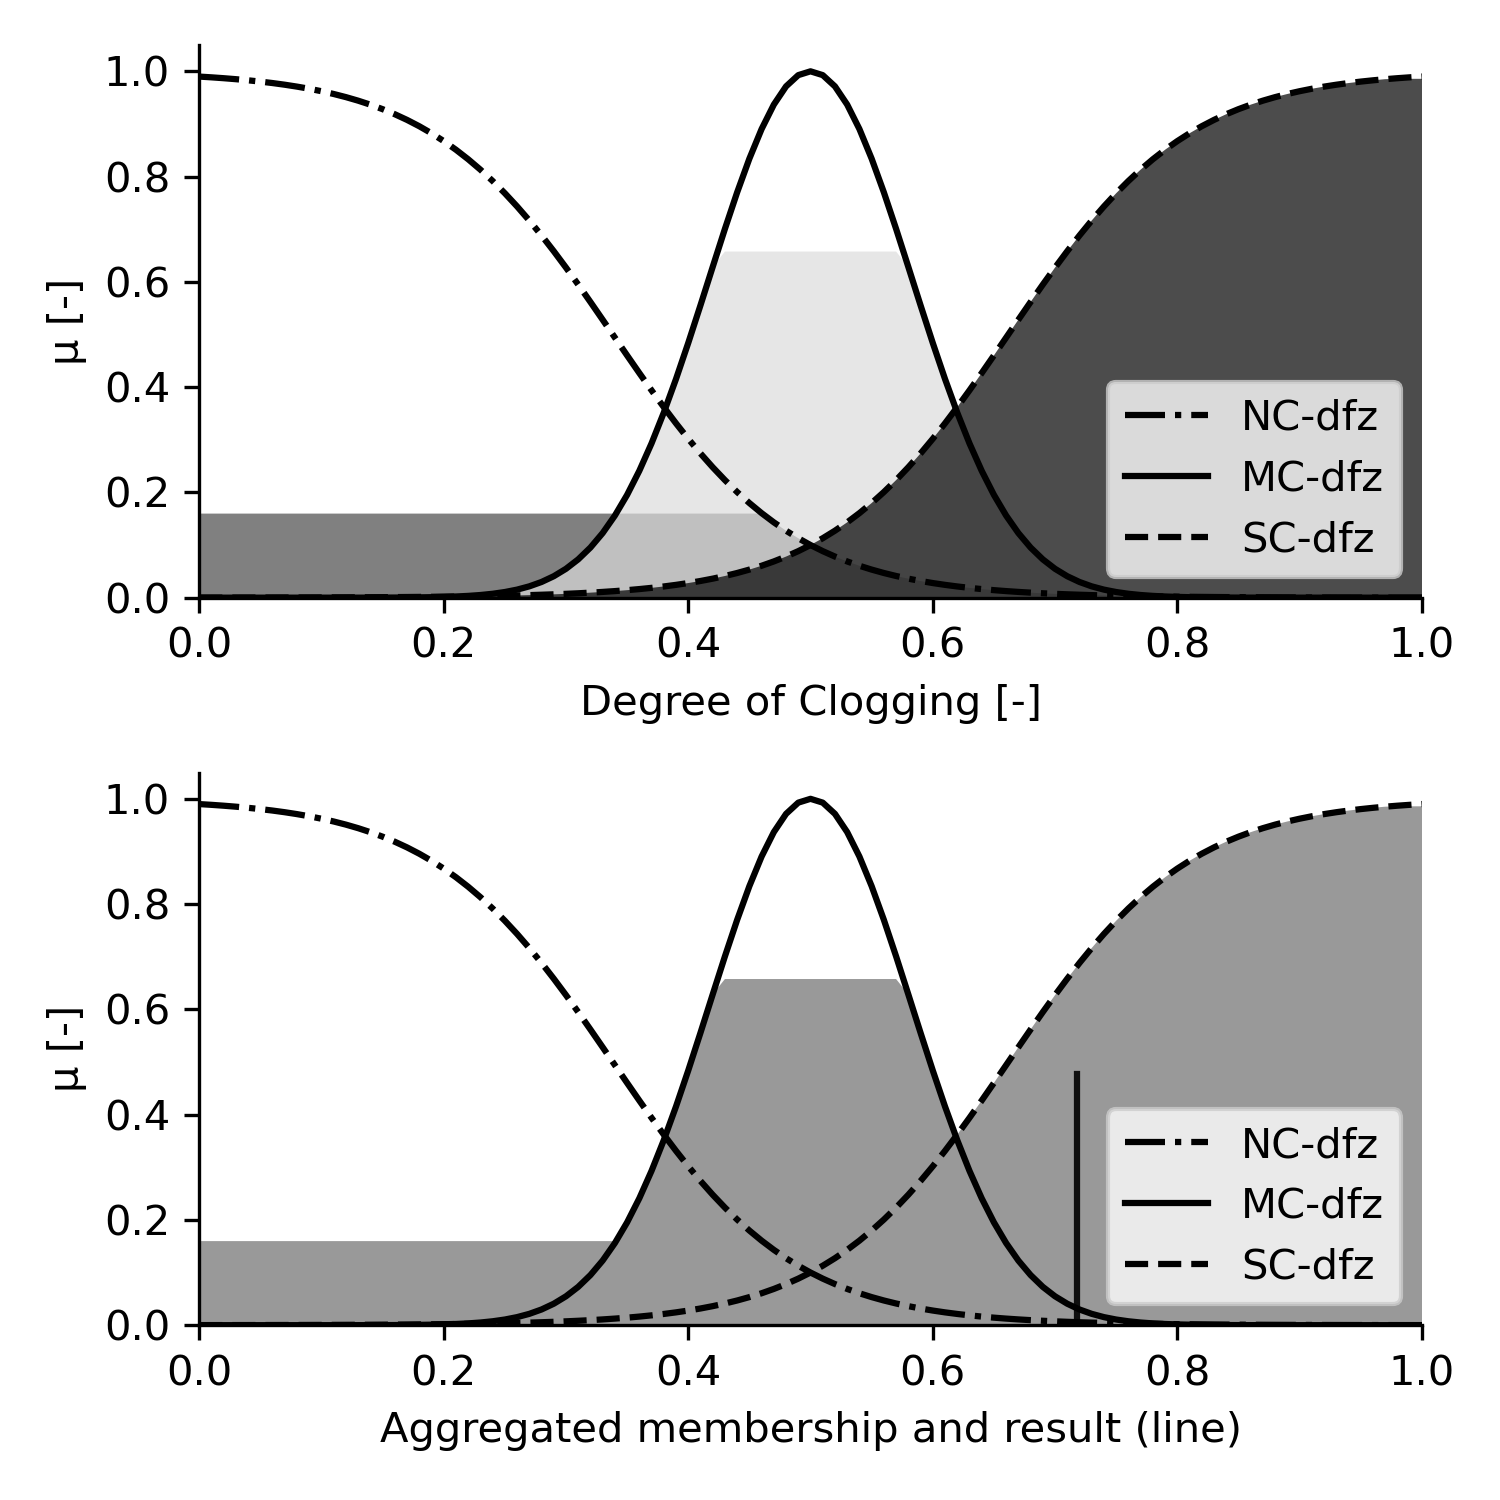 1.0
0.8
0.6
0.4
0.2
0.0
µ [-]
NC-dfz
MC-dfz
SC-dfz
0.0 0.2 0.4 0.6 0.8 1.0
Degree of Clogging [-]
1.0
0.8
0.6
0.4
0.2
0.0
µ [-]
NC-dfz
MC-dfz
SC-dfz
0.0 0.2 0.4 0.6 0.8 1.0
Aggregated membership and result (line)